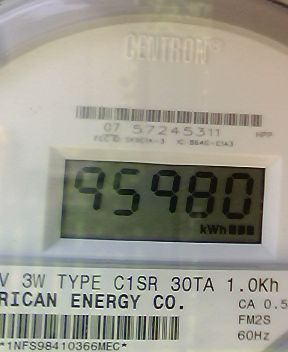 CENTRON®
07 57245311 HPP
95980
kWh
V 3W TYPE C1SR 30TA 1.0Kh
RICAN ENERGY CO. CA 0.5
FM2S
*1NFS98410366MEC* 60Hz